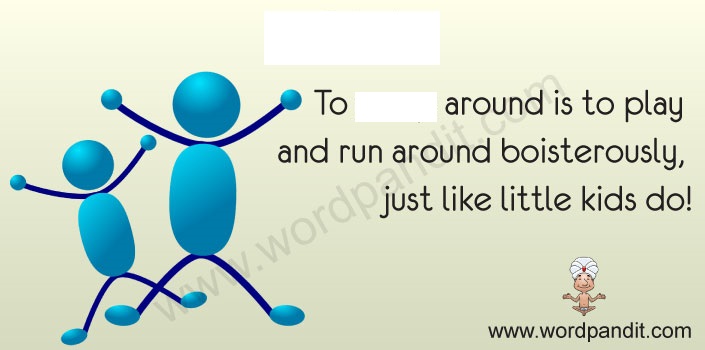 To around is to play
and run around boisterously,
just like little kids do!
www.wordpandit.com
www.wordpandit.com